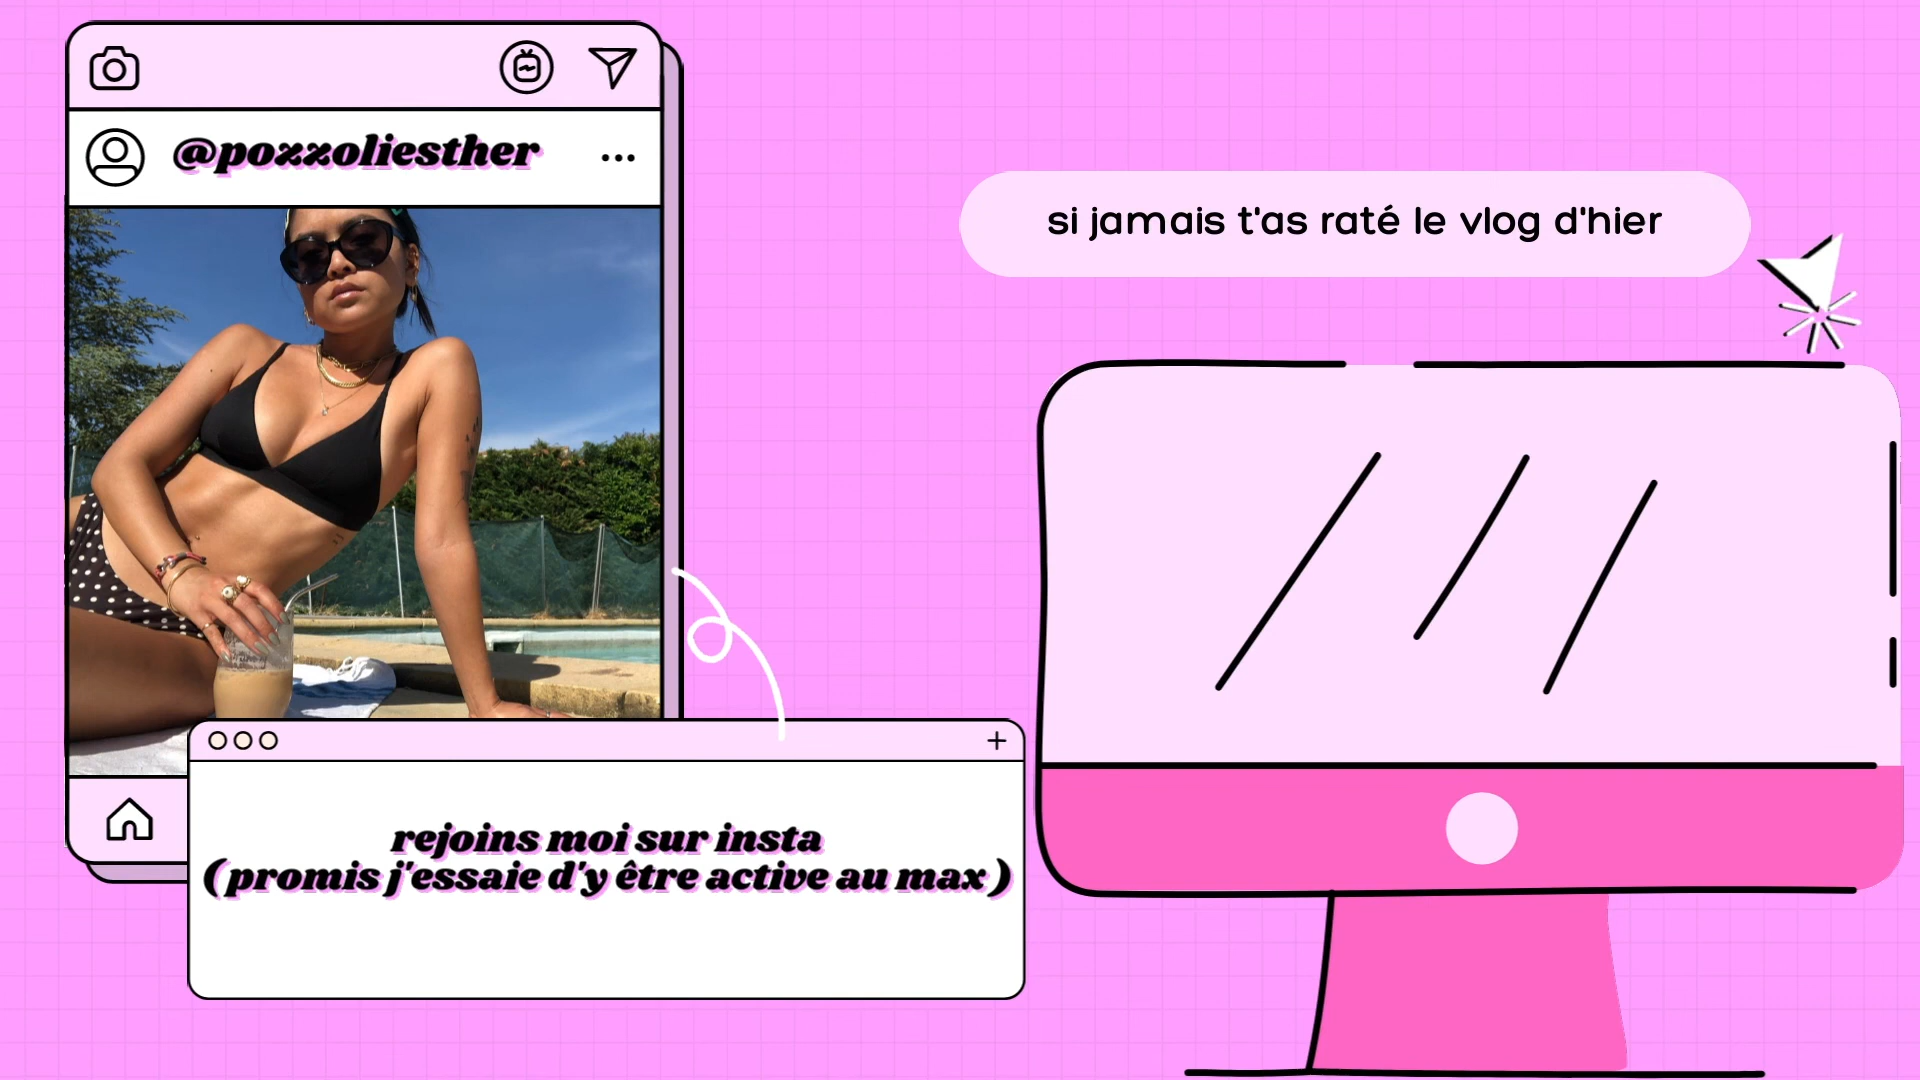 @pozzoliesther
si jamais t'as raté le vlog d'hier
rejoins moi sur insta
(promis j'essaie d'y être active au max)